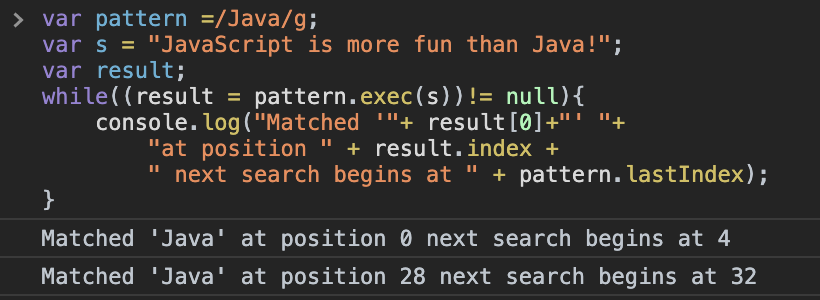 > var pattern =/Java/g;
var s = "JavaScript is more fun than Java!";
var result;
while((result = pattern.exec(s))!= null){
    console.log("Matched '"+ result[0]+"' "+
        "at position " + result.index +
        " next search begins at " + pattern.lastIndex);
}
Matched 'Java' at position 0 next search begins at 4
Matched 'Java' at position 28 next search begins at 32